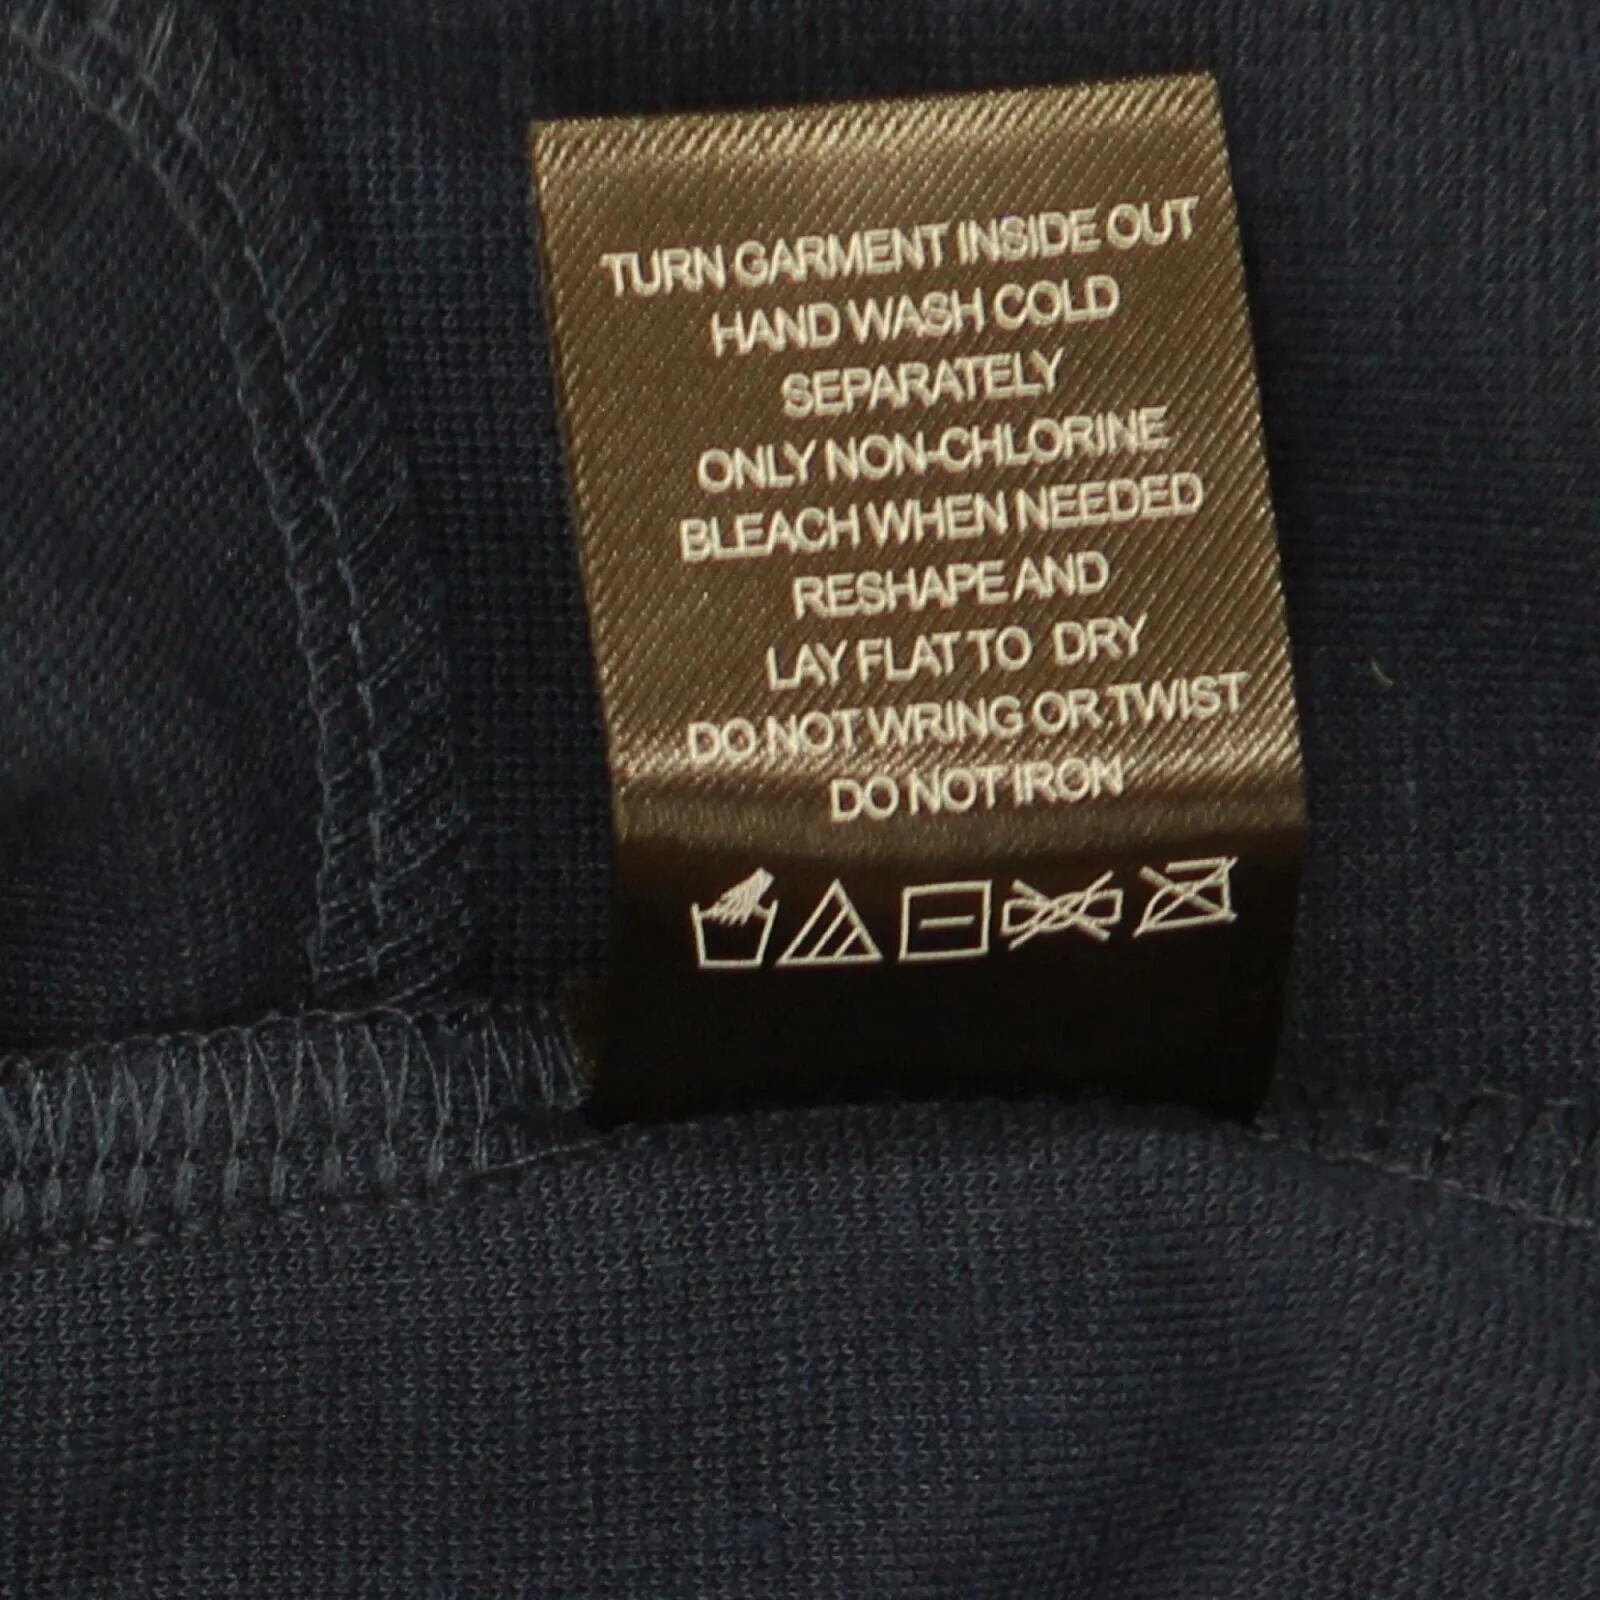 TURN GARMENT INSIDE OUT
HAND WASH COLD
SEPARATELY
ONLY NON-CHLORINE
BLEACH WHEN NEEDED
RESHAPE AND
LAY FLAT TO DRY
DO NOT WRING OR TWIST
DO NOT IRON